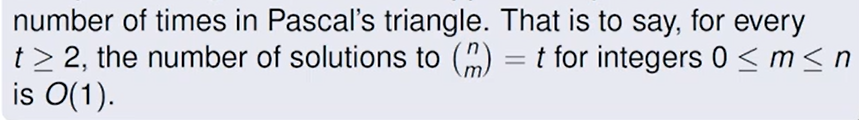 number of times in Pascal's triangle. That is to say, for every
t ≥ 2, the number of solutions to (n m) = t for integers 0 ≤ m ≤ n
is O(1).